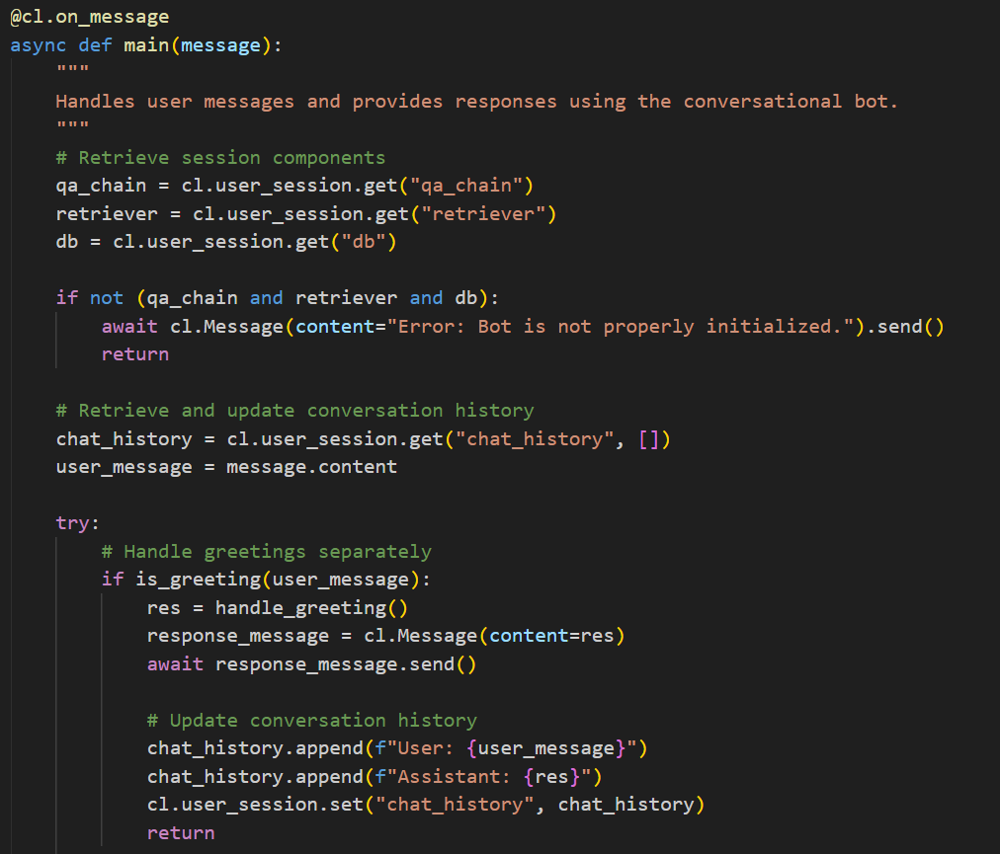 @cl.on_message
async def main(message):
    """
    Handles user messages and provides responses using the conversational bot.
    """
    # Retrieve session components
    qa_chain = cl.user_session.get("qa_chain")
    retriever = cl.user_session.get("retriever")
    db = cl.user_session.get("db")

    if not (qa_chain and retriever and db):
        await cl.Message(content="Error: Bot is not properly initialized.").send()
        return

    # Retrieve and update conversation history
    chat_history = cl.user_session.get("chat_history", [])
    user_message = message.content

    try:
        # Handle greetings separately
        if is_greeting(user_message):
            res = handle_greeting()
            response_message = cl.Message(content=res)
            await response_message.send()

            # Update conversation history
            chat_history.append(f"User: {user_message}")
            chat_history.append(f"Assistant: {res}")
            cl.user_session.set("chat_history", chat_history)
            return